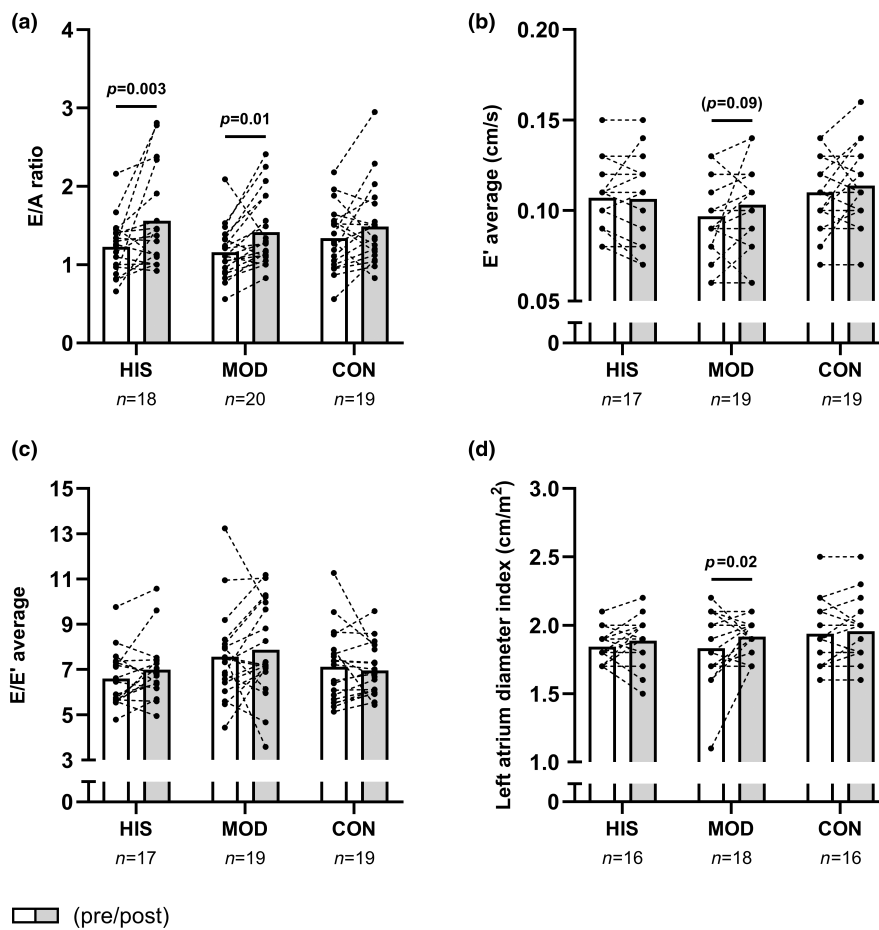 (a)
E/A ratio
4
3
2
1
0
p=0.003
p=0.01
HIS MOD CON
n=18 n=20 n=19
(b)
E' average (cm/s)
0.20
0.15
0.10
0.05
0
(p=0.09)
HIS MOD CON
n=17 n=19 n=19
(c)
E/E' average
15
13
11
9
7
5
3
0
HIS MOD CON
n=17 n=19 n=19
(d)
Left atrium diameter index (cm/m²)
3.0
2.5
2.0
1.5
1.0
0
p=0.02
HIS MOD CON
n=16 n=18 n=16
(pre/post)